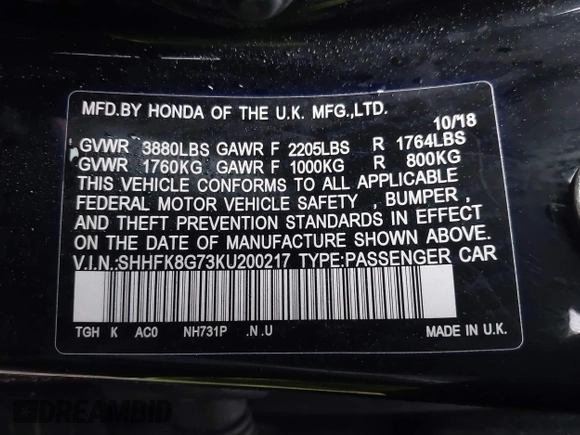 MFD.BY HONDA OF THE U.K. MFG.,LTD.
10/'18
GVWR 3880LBS GAWR F 2205LBS R 1764LBS
GVWR 1760KG GAWR F 1000KG R 800KG
THIS VEHICLE CONFORMS TO ALL APPLICABLE
FEDERAL MOTOR VEHICLE SAFETY , BUMPER ,
AND THEFT PREVENTION STANDARDS IN EFFECT
ON THE DATE OF MANUFACTURE SHOWN ABOVE.
V.I.N.:SHHFK8G73KU200217 TYPE:PASSENGER CAR
TGH K AC0 NH731P .N.U MADE IN U.K.
DREAMBID